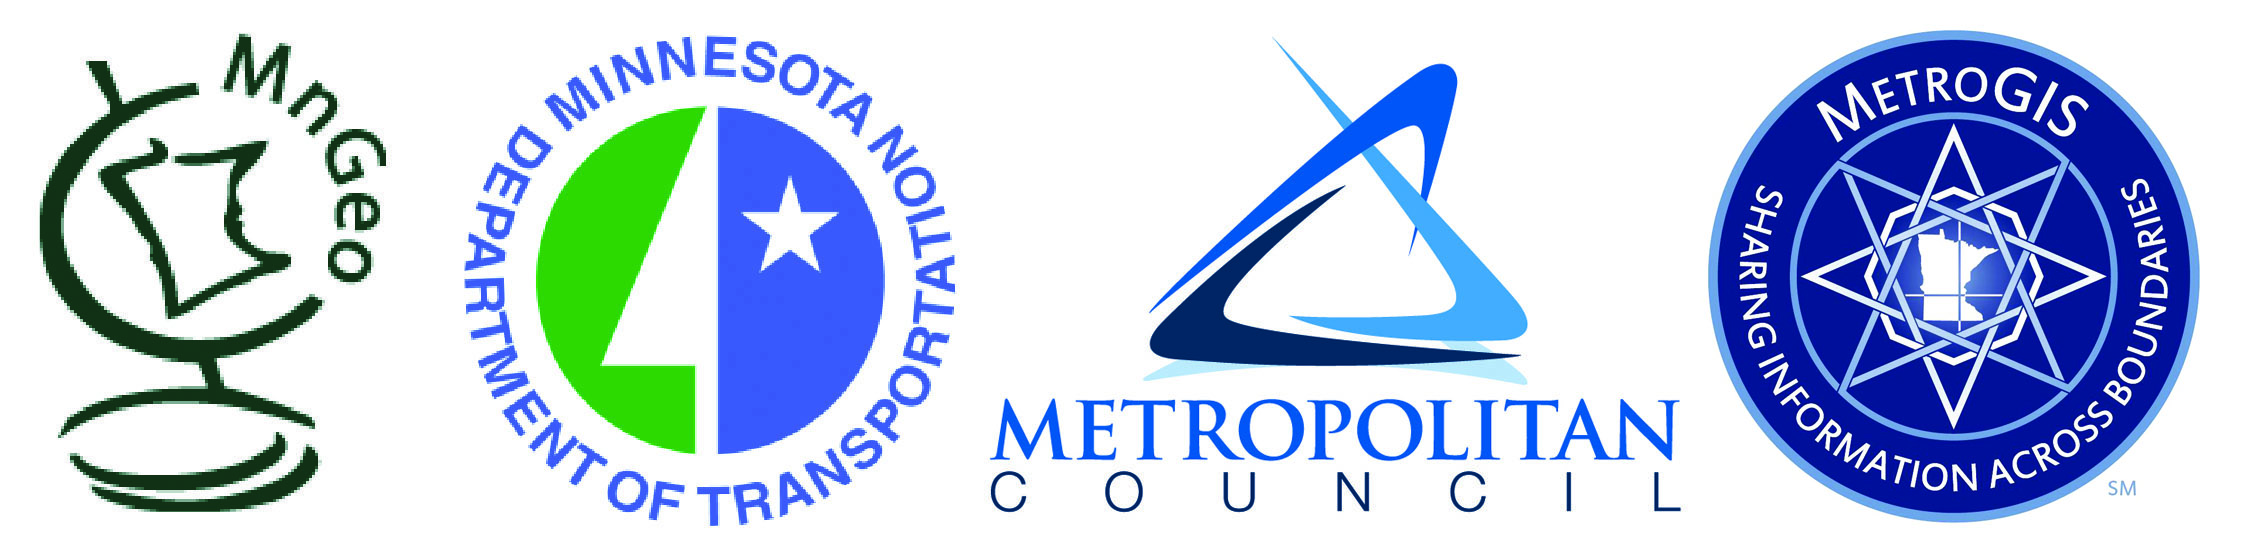 MnGeo
MINNESOTA DEPARTMENT OF TRANSPORTATION
METROPOLITAN
COUNCIL
METROGIS
SHARING INFORMATION ACROSS BOUNDARIES
SM